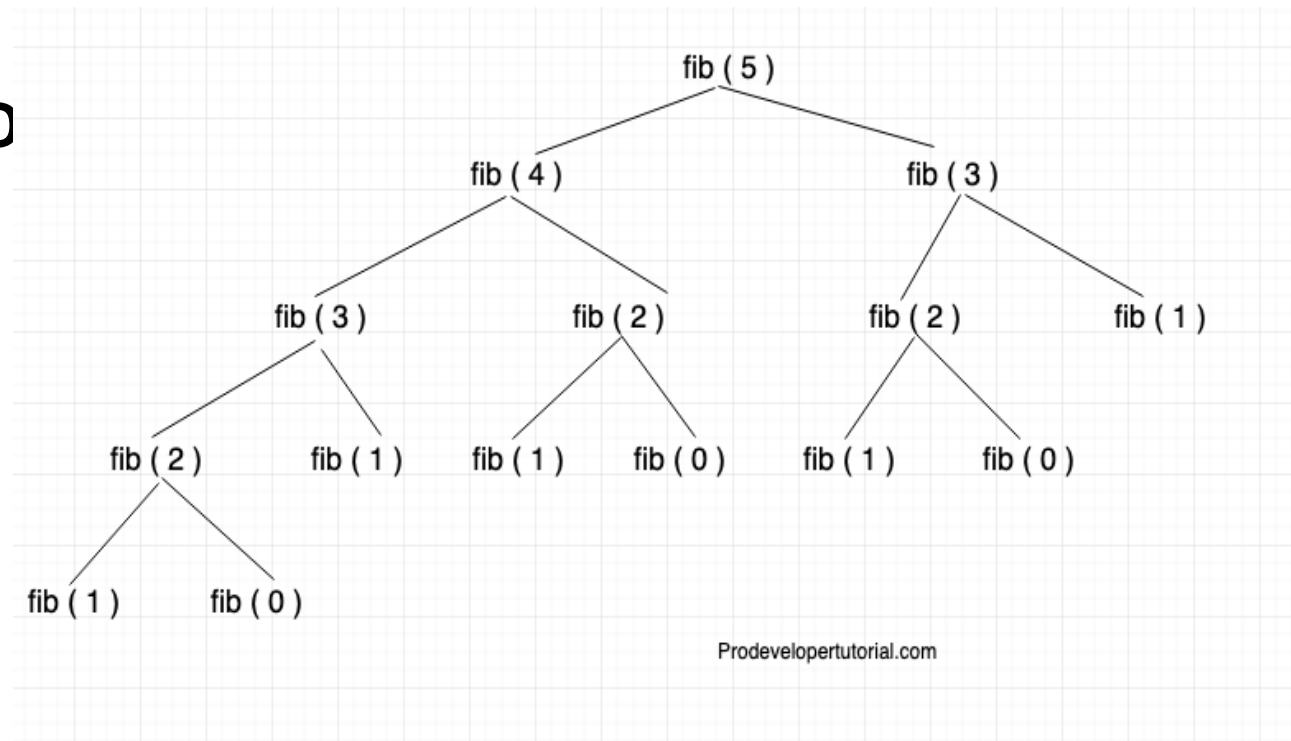 fib ( 5 )
fib ( 4 ) fib ( 3 )
fib ( 3 ) fib ( 2 ) fib ( 2 ) fib ( 1 )
fib ( 2 ) fib ( 1 ) fib ( 1 ) fib ( 0 ) fib ( 1 ) fib ( 0 )
fib ( 1 ) fib ( 0 )
Prodevelopertutorial.com